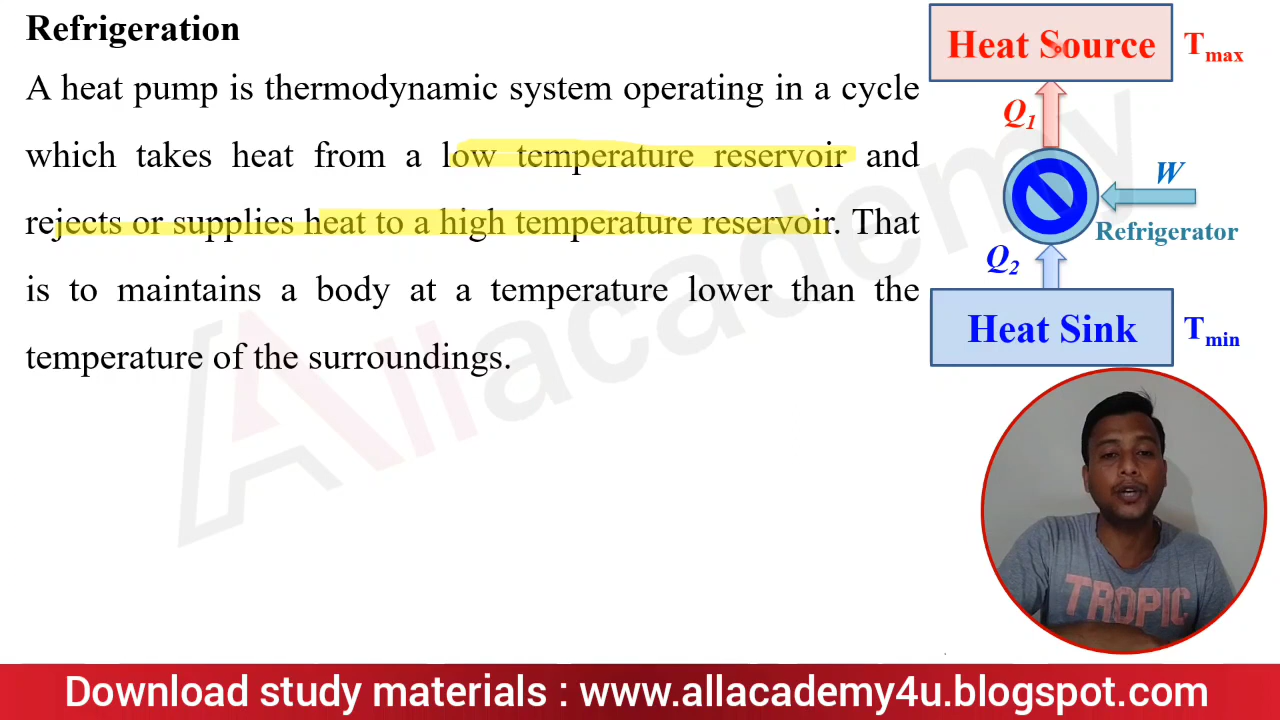 Refrigeration
A heat pump is thermodynamic system operating in a cycle
which takes heat from a low temperature reservoir and
rejects or supplies heat to a high temperature reservoir. That
is to maintains a body at a temperature lower than the
temperature of the surroundings.
Heat Source
Tmax
Q1
W
Refrigerator
Q2
Heat Sink
Tmin
Allacademy
TROPIC
Download study materials : www.allacademy4u.blogspot.com